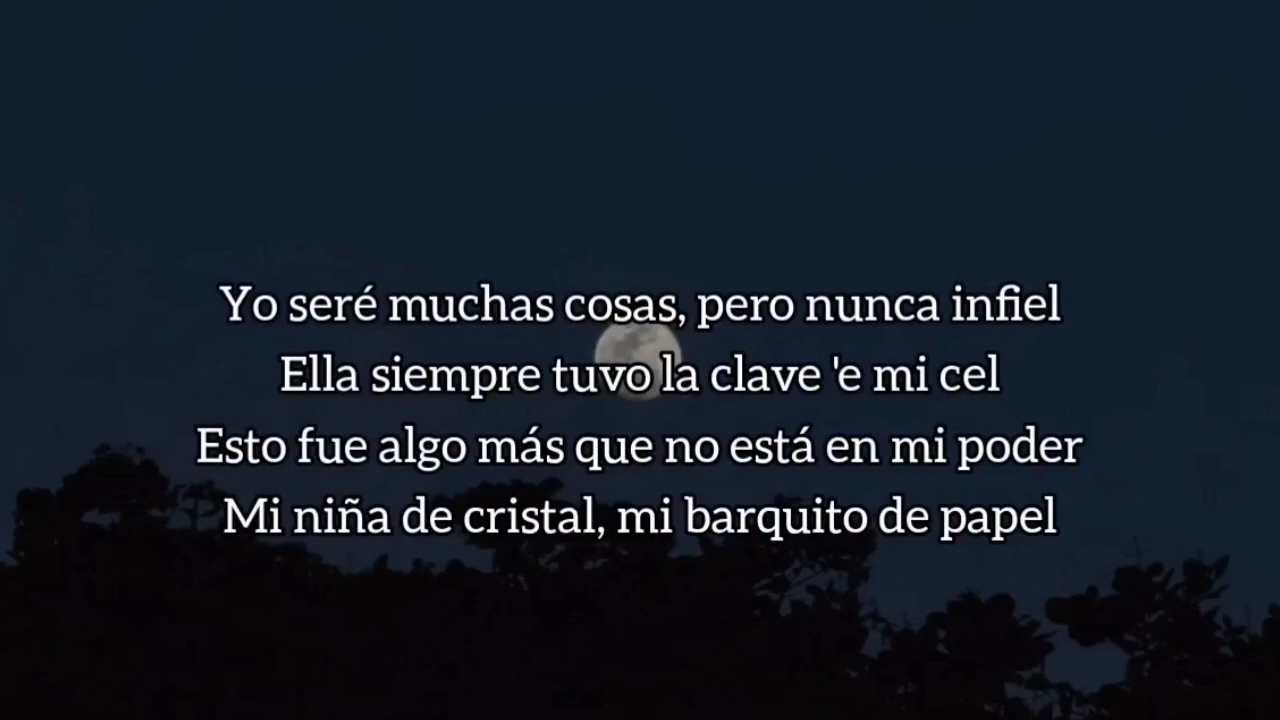 Yo seré muchas cosas, pero nunca infiel
Ella siempre tuvo la clave 'e mi cel
Esto fue algo más que no está en mi poder
Mi niña de cristal, mi barquito de papel